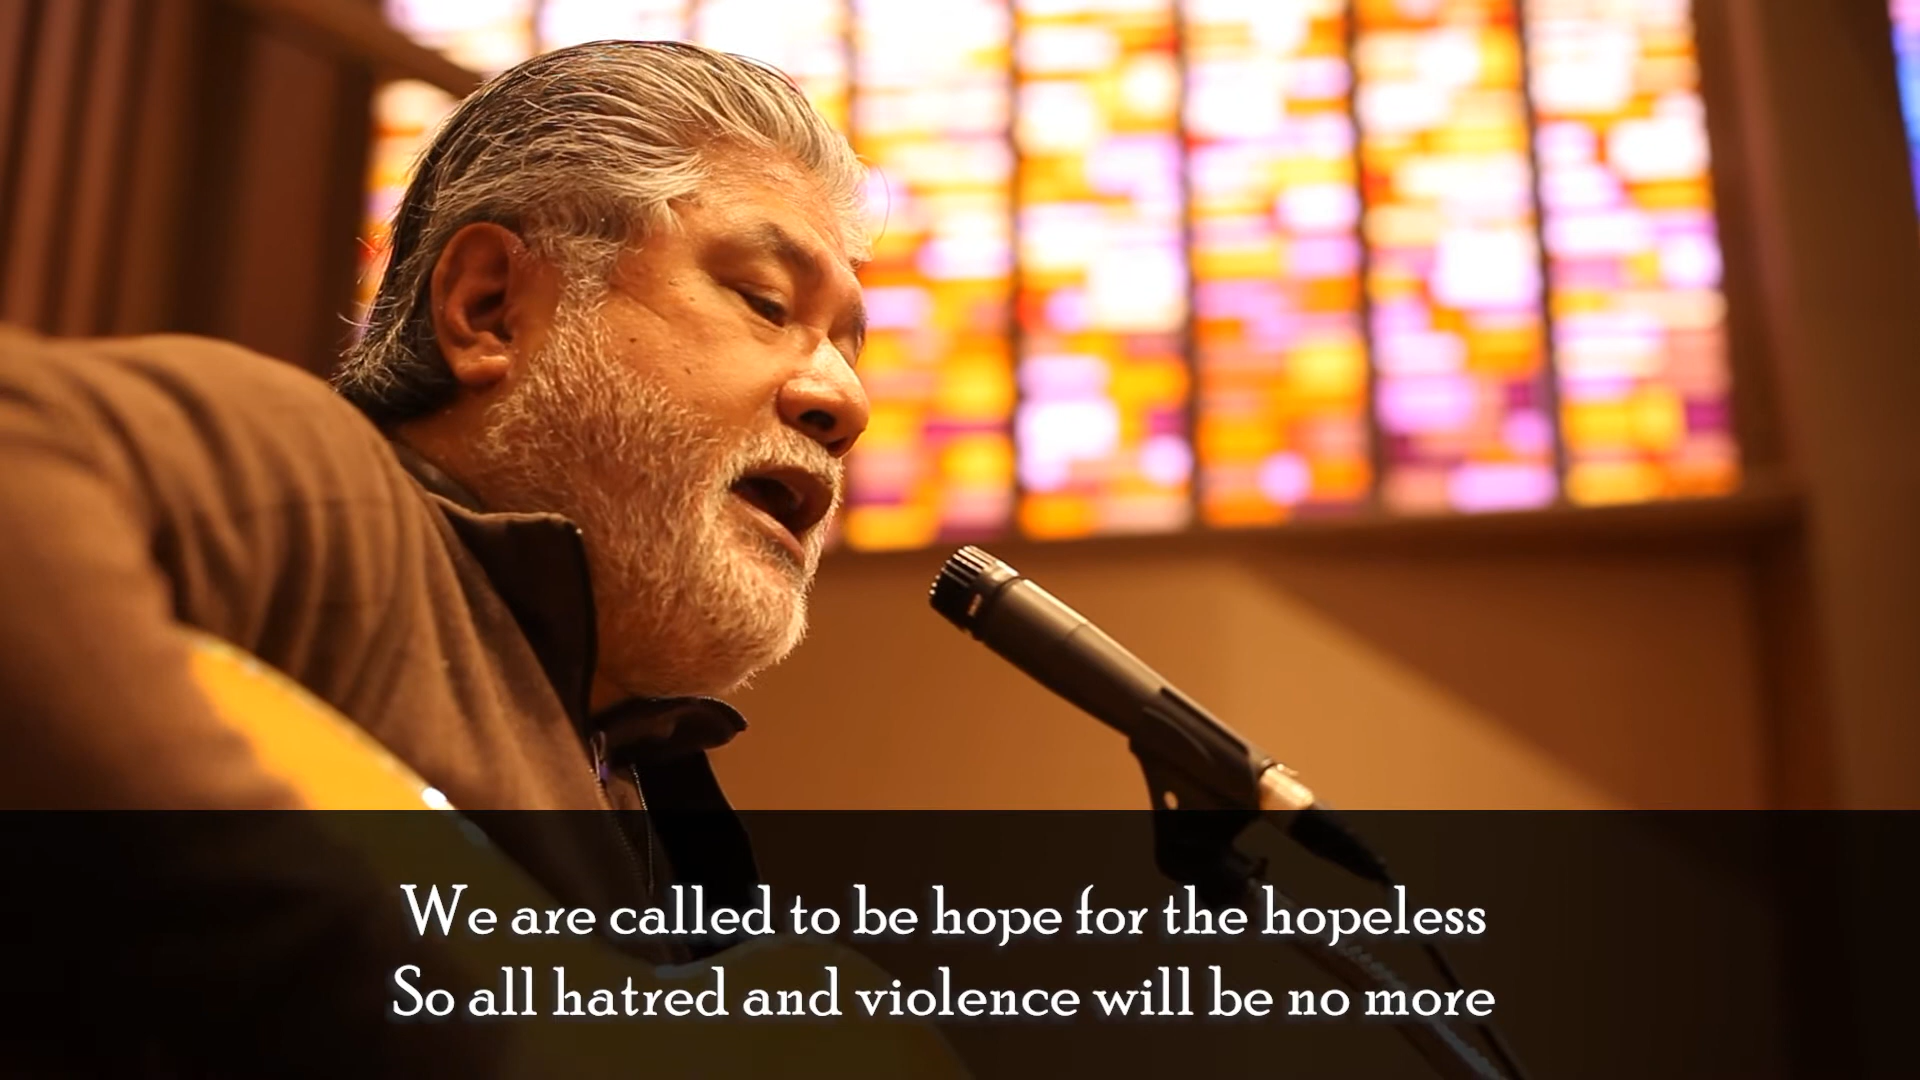 We are called to be hope for the hopeless
So all hatred and violence will be no more